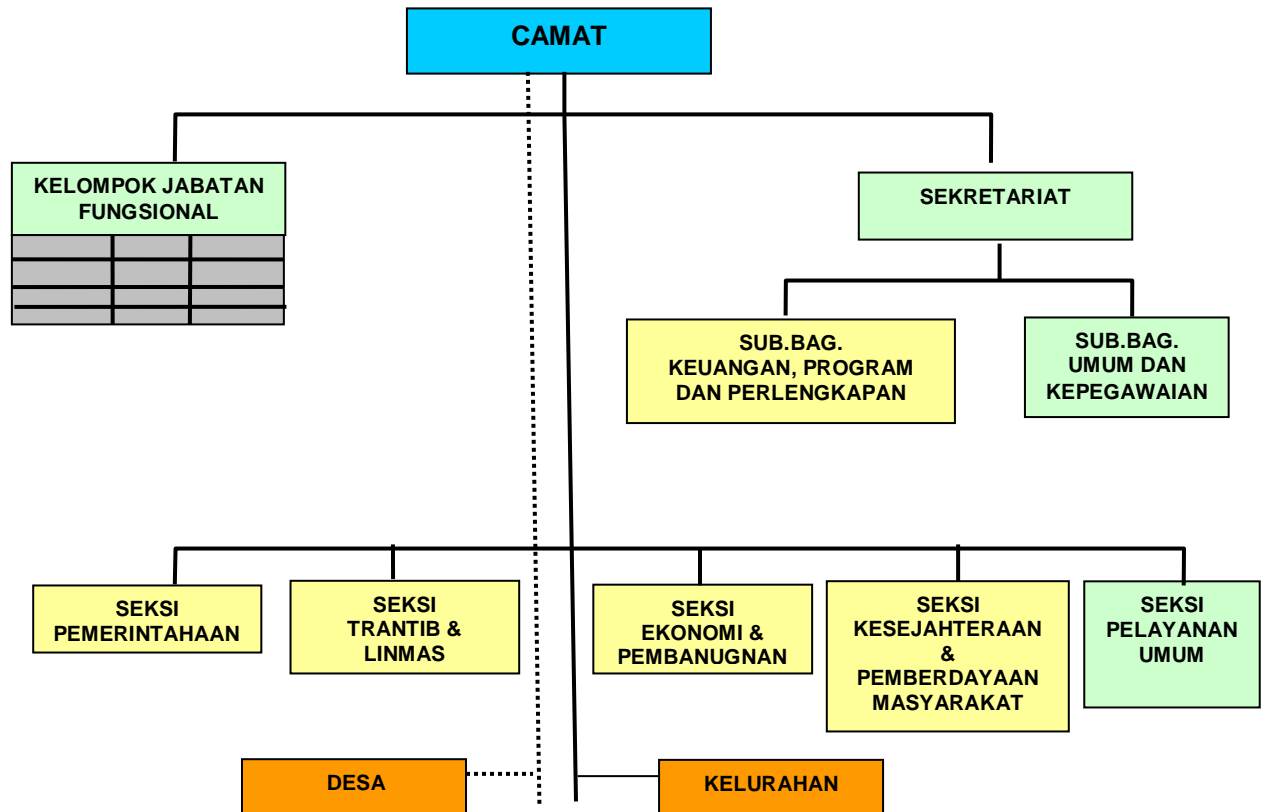 CAMAT
KELOMPOK JABATAN
FUNGSIONAL
SEKRETARIAT
SUB.BAG.
KEUANGAN, PROGRAM
DAN PERLENGKAPAN
SUB.BAG.
UMUM DAN
KEPEGAWAIAN
SEKSI
PEMERINTAHAAN
SEKSI
TRANTIB &
LINMAS
SEKSI
EKONOMI &
PEMBANUGNAN
SEKSI
KESEJAHTERAAN
&
PEMBERDAYAAN
MASYARAKAT
SEKSI
PELAYANAN
UMUM
DESA
KELURAHAN